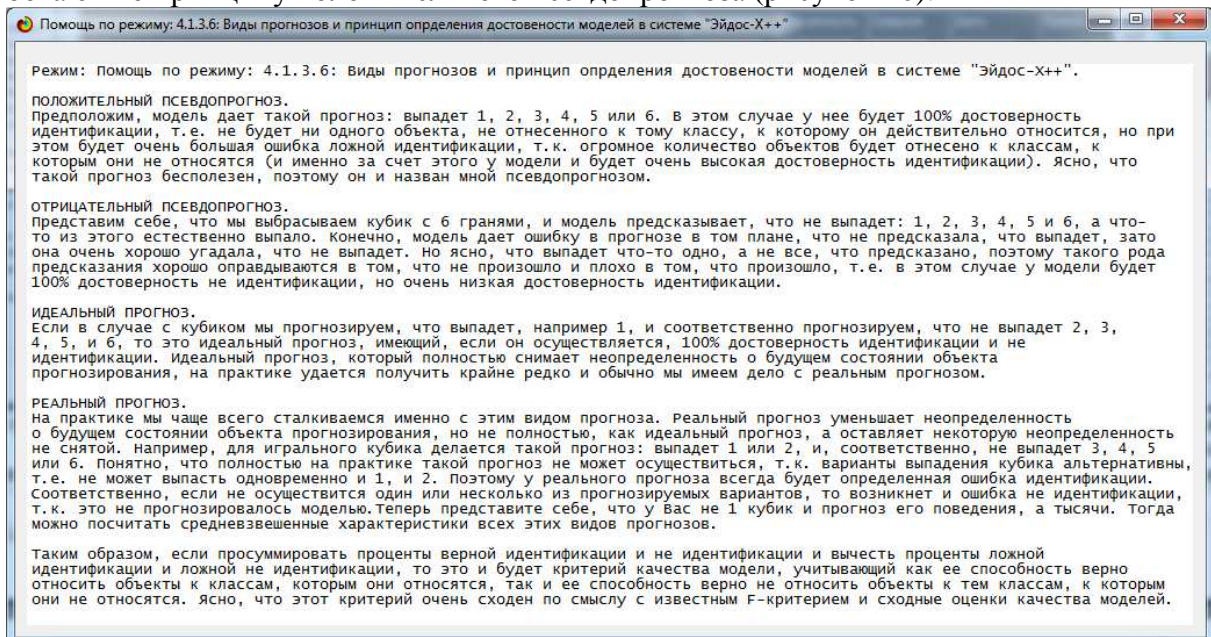 Помощь по режиму: 4.1.3.6: Виды прогнозов и принцип опрделения достовености моделей в системе "Эйдос-X++"
Режим: Помощь по режиму: 4.1.3.6: Виды прогнозов и принцип опрделения достовености моделей в системе "Эйдос-X++".
ПОЛОЖИТЕЛЬНЫЙ ПСЕВДОПРОГНОЗ.
Предположим, модель дает такой прогноз: выпадет 1, 2, 3, 4, 5 или 6. В этом случае у нее будет 100% достоверность
идентификации, т.е. не будет ни одного объекта, не отнесенного к тому классу, к которому он действительно относится, но при
этом будет очень большая ошибка ложной идентификации, т.к. огромное количество объектов будет отнесено к классам, к
которым они не относятся (и именно за счет этого у модели и будет очень высокая достоверность идентификации). Ясно, что
такой прогноз бесполезен, поэтому он и назван мной псевдопрогнозом.
ОТРИЦАТЕЛЬНЫЙ ПСЕВДОПРОГНОЗ.
Представим себе, что мы выбрасываем кубик с 6 гранями, и модель предсказывает, что не выпадет: 1, 2, 3, 4, 5 и 6, а что-
то из этого естественно выпало. Конечно, модель дает ошибку в прогнозе в том плане, что не предсказала, что выпадет, зато
она очень хорошо угадала, что не выпадет. Но ясно, что выпадет что-то одно, а не все, что предсказано, поэтому такого рода
предсказания хорошо оправдываются в том, что не произошло и плохо в том, что произошло, т.е. в этом случае у модели будет
100% достоверность не идентификации, но очень низкая достоверность идентификации.
ИДЕАЛЬНЫЙ ПРОГНОЗ.
Если в случае с кубиком мы прогнозируем, что выпадет, например 1, и соответственно прогнозируем, что не выпадет 2, 3,
4, 5, и 6, то это идеальный прогноз, имеющий, если он осуществляется, 100% достоверность идентификации и не
идентификации. Идеальный прогноз, который полностью снимает неопределенность о будущем состоянии объекта
прогнозирования, на практике удается получить крайне редко и обычно мы имеем дело с реальным прогнозом.
РЕАЛЬНЫЙ ПРОГНОЗ.
На практике мы чаще всего сталкиваемся именно с этим видом прогноза. Реальный прогноз уменьшает неопределенность
о будущем состоянии объекта прогнозирования, но не полностью, как идеальный прогноз, а оставляет некоторую неопределенность
не снятой. Например, для игрального кубика делается такой прогноз: выпадет 1 или 2, и, соответственно, не выпадет 3, 4, 5
или 6. Понятно, что полностью на практике такой прогноз не может осуществиться, т.к. варианты выпадения кубика альтернативны,
т.е. не может выпасть одновременно и 1, и 2. Поэтому у реального прогноза всегда будет определенная ошибка идентификации.
Соответственно, если не осуществится один или несколько из прогнозируемых вариантов, то возникнет и ошибка не идентификации,
т.к. это не прогнозировалось моделью.Теперь представите себе, что у Вас не 1 кубик и прогноз его поведения, а тысячи. Тогда
можно посчитать средневзвешенные характеристики всех этих видов прогнозов.
Таким образом, если просуммировать проценты верной идентификации и не идентификации и вычесть проценты ложной
идентификации и ложной не идентификации, то это и будет критерий качества модели, учитывающий как ее способность верно
относить объекты к классам, которым они относятся, так и ее способность верно не относить объекты к тем классам, к которым
они не относятся. Ясно, что этот критерий очень сходен по смыслу с известным F-критерием и сходные оценки качества моделей.